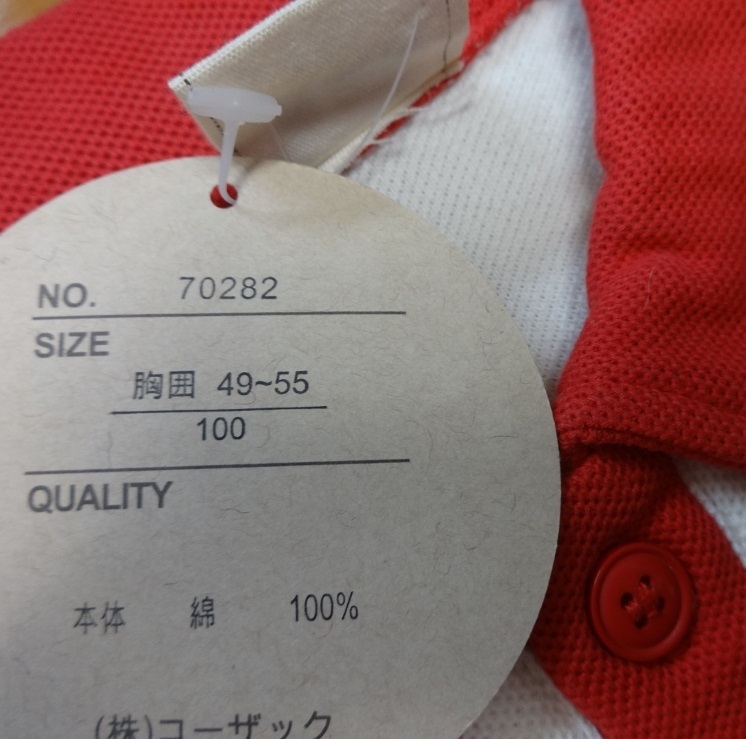 NO. 70282
SIZE
胸囲 49~55
100
QUALITY
本体 綿 100%
(株)コーザック